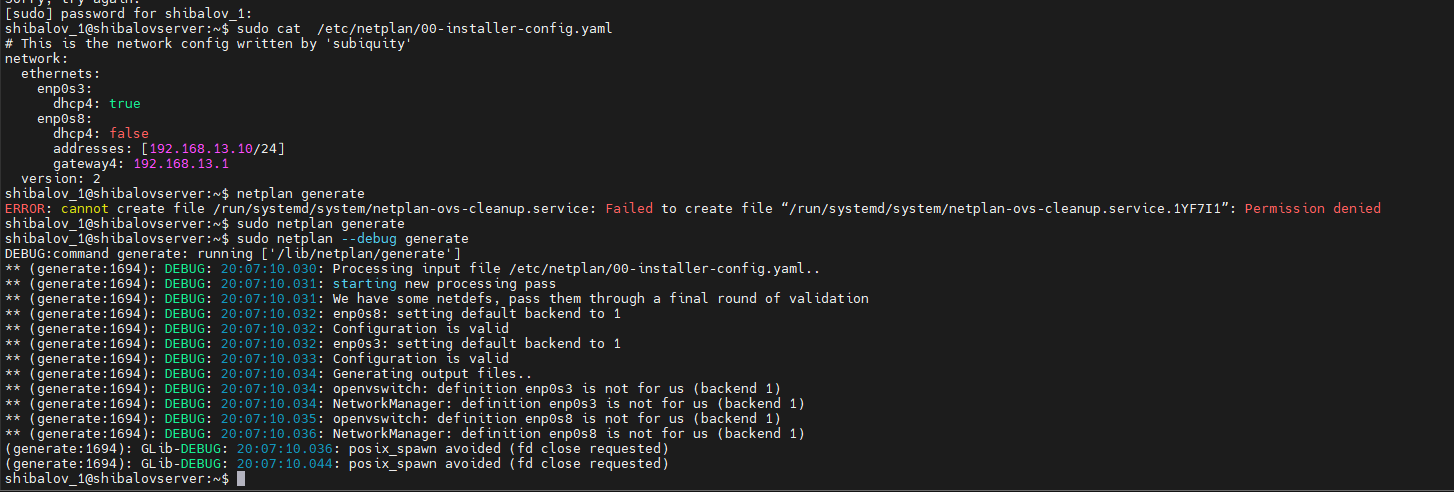 sorry, try again.
[sudo] password for shibalov_1:
shibalov_1@shibalovserver:~$ sudo cat  /etc/netplan/00-installer-config.yaml
# This is the network config written by 'subiquity'
network:
  ethernets:
    enp0s3:
      dhcp4: true
    enp0s8:
      dhcp4: false
      addresses: [192.168.13.10/24]
      gateway4: 192.168.13.1
  version: 2
shibalov_1@shibalovserver:~$ netplan generate
ERROR: cannot create file /run/systemd/system/netplan-ovs-cleanup.service: Failed to create file “/run/systemd/system/netplan-ovs-cleanup.service.1YF7I1”: Permission denied
shibalov_1@shibalovserver:~$ sudo netplan generate
shibalov_1@shibalovserver:~$ sudo netplan --debug generate
DEBUG:command generate: running ['/lib/netplan/generate']
** (generate:1694): DEBUG: 20:07:10.030: Processing input file /etc/netplan/00-installer-config.yaml..
** (generate:1694): DEBUG: 20:07:10.031: starting new processing pass
** (generate:1694): DEBUG: 20:07:10.031: We have some netdefs, pass them through a final round of validation
** (generate:1694): DEBUG: 20:07:10.032: enp0s8: setting default backend to 1
** (generate:1694): DEBUG: 20:07:10.032: Configuration is valid
** (generate:1694): DEBUG: 20:07:10.032: enp0s3: setting default backend to 1
** (generate:1694): DEBUG: 20:07:10.033: Configuration is valid
** (generate:1694): DEBUG: 20:07:10.034: Generating output files..
** (generate:1694): DEBUG: 20:07:10.034: openvswitch: definition enp0s3 is not for us (backend 1)
** (generate:1694): DEBUG: 20:07:10.034: NetworkManager: definition enp0s3 is not for us (backend 1)
** (generate:1694): DEBUG: 20:07:10.035: openvswitch: definition enp0s8 is not for us (backend 1)
** (generate:1694): DEBUG: 20:07:10.036: NetworkManager: definition enp0s8 is not for us (backend 1)
(generate:1694): GLib-DEBUG: 20:07:10.036: posix_spawn avoided (fd close requested)
(generate:1694): GLib-DEBUG: 20:07:10.044: posix_spawn avoided (fd close requested)
shibalov_1@shibalovserver:~$